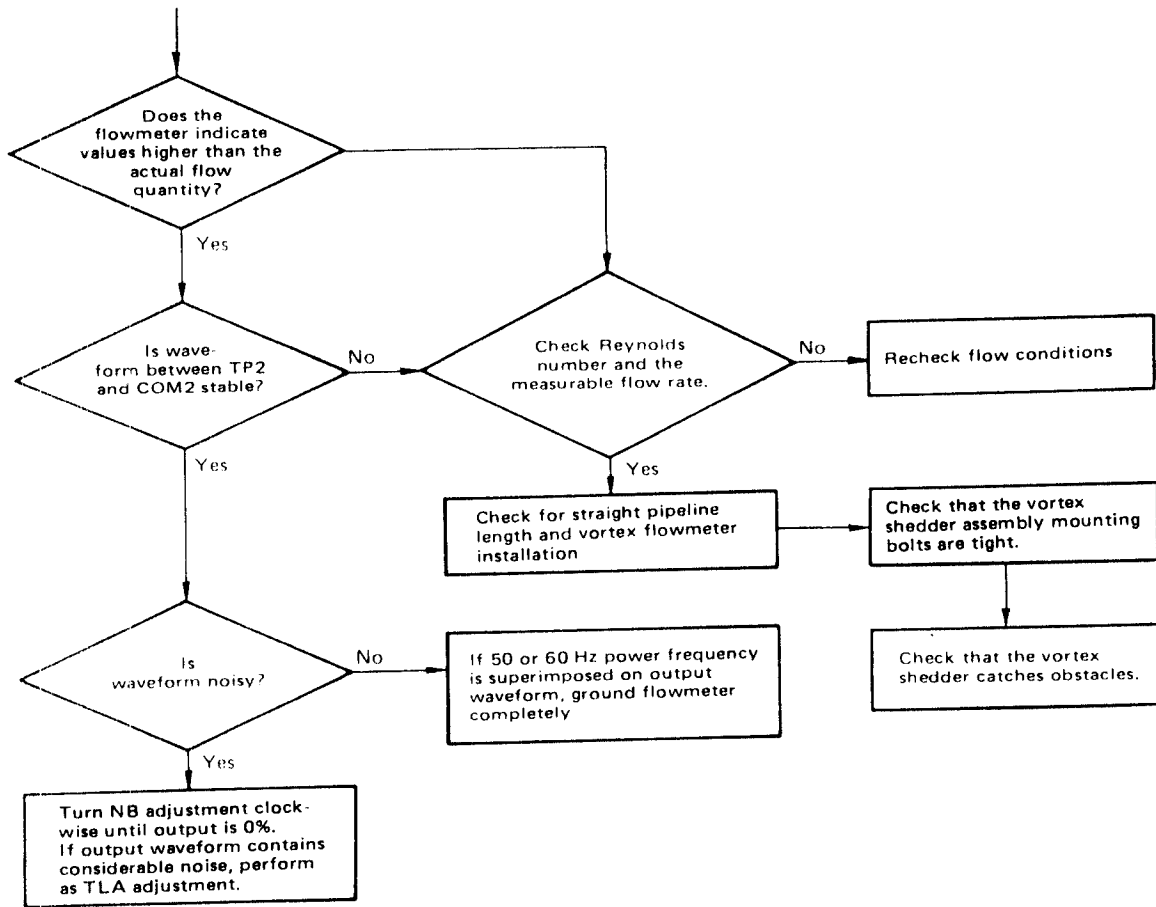 Does the
flowmeter indicate
values higher than the
actual flow
quantity?
Yes
Is wave-
form between TP2
and COM2 stable?
No
Check Reynolds
number and the
measurable flow rate.
No
Recheck flow conditions
Yes
Yes
Check for straight pipeline
length and vortex flowmeter
installation
Check that the vortex
shedder assembly mounting
bolts are tight.
Is
waveform noisy?
No
If 50 or 60 Hz power frequency
is superimposed on output
waveform, ground flowmeter
completely
Check that the vortex
shedder catches obstacles.
Yes
Turn NB adjustment clock-
wise until output is 0%.
If output waveform contains
considerable noise, perform
as TLA adjustment.